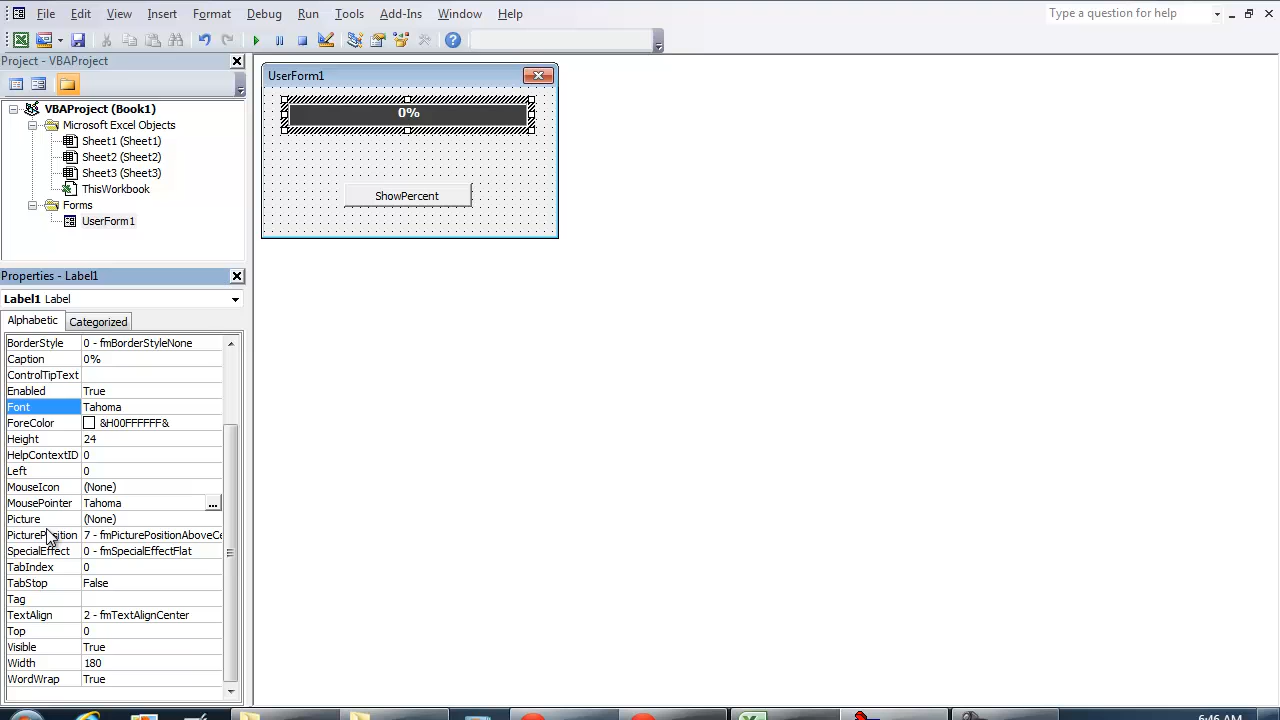 File Edit View Insert Format Debug Run Tools Add-Ins Window Help Type a question for help
Project - VBAProject
VBAProject (Book1)
Microsoft Excel Objects
Sheet1 (Sheet1)
Sheet2 (Sheet2)
Sheet3 (Sheet3)
ThisWorkbook
Forms
UserForm1
UserForm1
0%
ShowPercent
Properties - Label1
Label1 Label
Alphabetic Categorized
BorderStyle 0 - fmBorderStyleNone
Caption 0%
ControlTipText
Enabled True
Font Tahoma
ForeColor &H00FFFFFF&
Height 24
HelpContextID 0
Left 0
MouseIcon (None)
MousePointer Tahoma ...
Picture (None)
PicturePosition 7 - fmPicturePositionAboveCe
SpecialEffect 0 - fmSpecialEffectFlat
TabIndex 0
TabStop False
Tag
TextAlign 2 - fmTextAlignCenter
Top 0
Visible True
Width 180
WordWrap True
6:46 AM